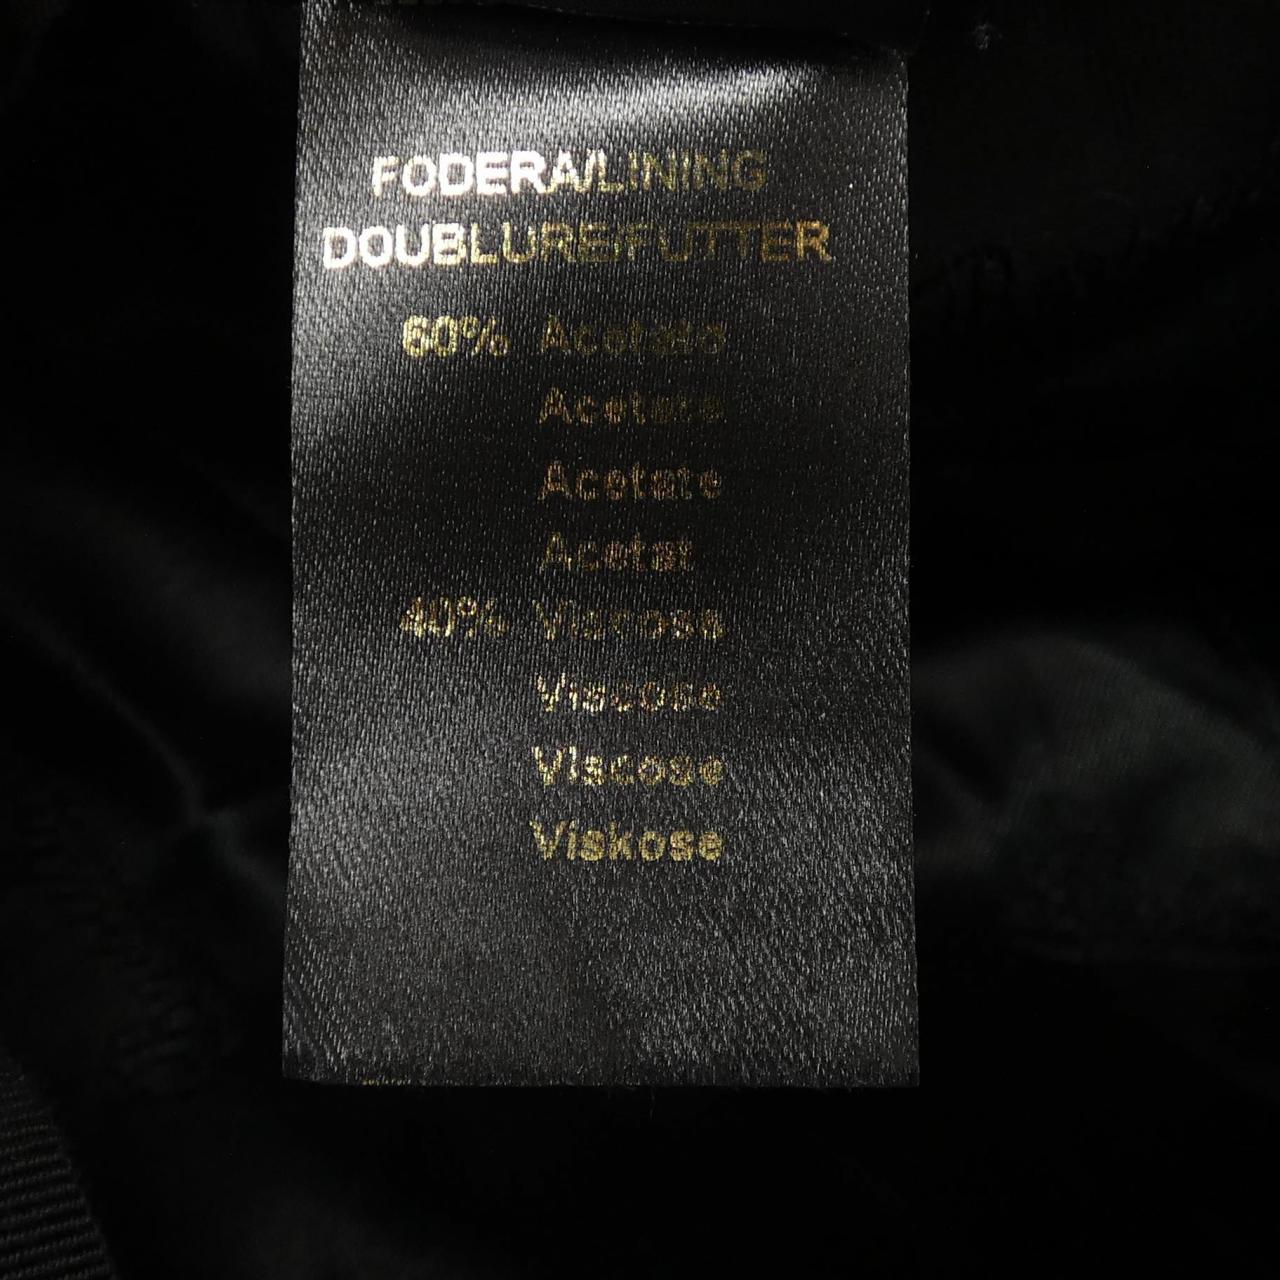 FODERA/LINING
DOUBLURE/FUTTER
60% Acetato
Acetate
Acetate
Acetat
40% Viscosa
Viscose
Viscose
Viskose